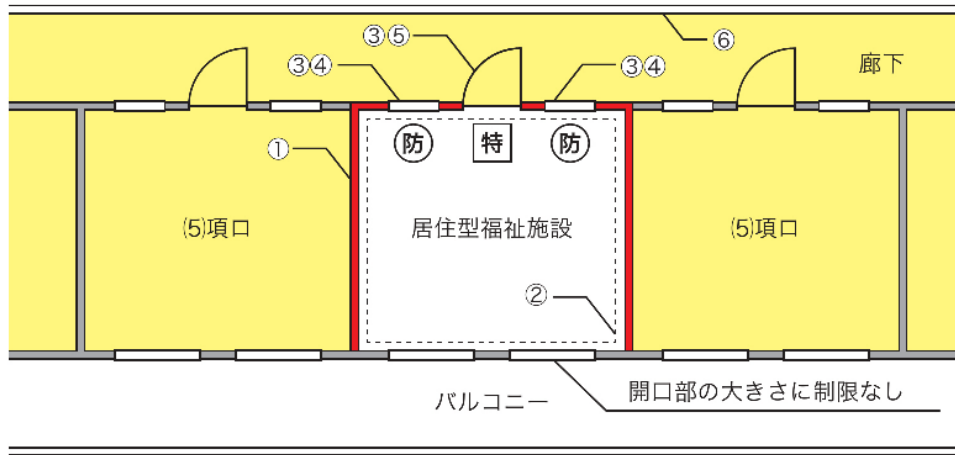 ⑥
③⑤
③④
③④
廊下
①
防
特
防
⑸項ロ
居住型福祉施設
⑸項ロ
②
開口部の大きさに制限なし
バルコニー